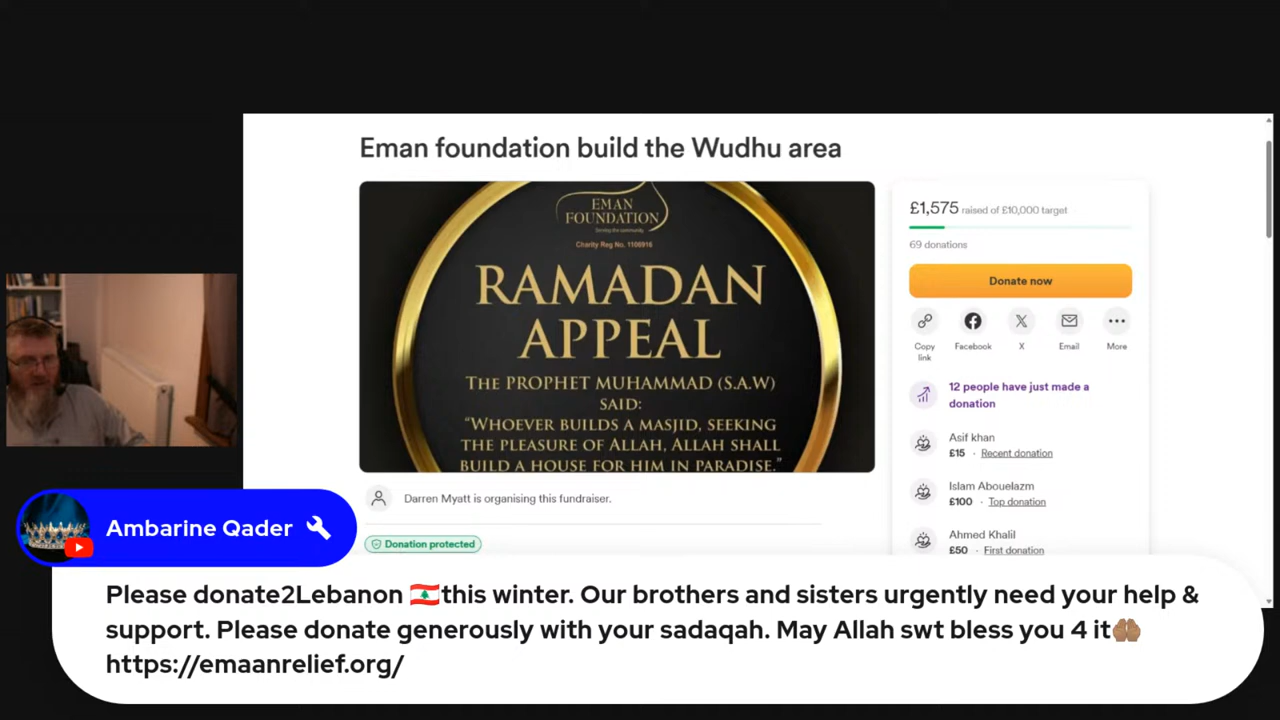 Eman foundation build the Wudhu area
EMAN
FOUNDATION
Serving the community
Charity Reg No. 1106916
RAMADAN
APPEAL
THE PROPHET MUHAMMAD (S.A.W)
SAID:
“WHOEVER BUILDS A MASJID, SEEKING
THE PLEASURE OF ALLAH, ALLAH SHALL
BUILD A HOUSE FOR HIM IN PARADISE.”
Darren Myatt is organising this fundraiser.
Donation protected
£1,575 raised of £10,000 target
69 donations
Donate now
Copy link
Facebook
X
Email
More
12 people have just made a
donation
Asif khan
£15 · Recent donation
Islam Abouelazm
£100 · Top donation
Ahmed Khalil
£50 · First donation
Ambarine Qader
Please donate2Lebanon 🇱🇧this winter. Our brothers and sisters urgently need your help &
support. Please donate generously with your sadaqah. May Allah swt bless you 4 it🤲🏽
https://emaanrelief.org/